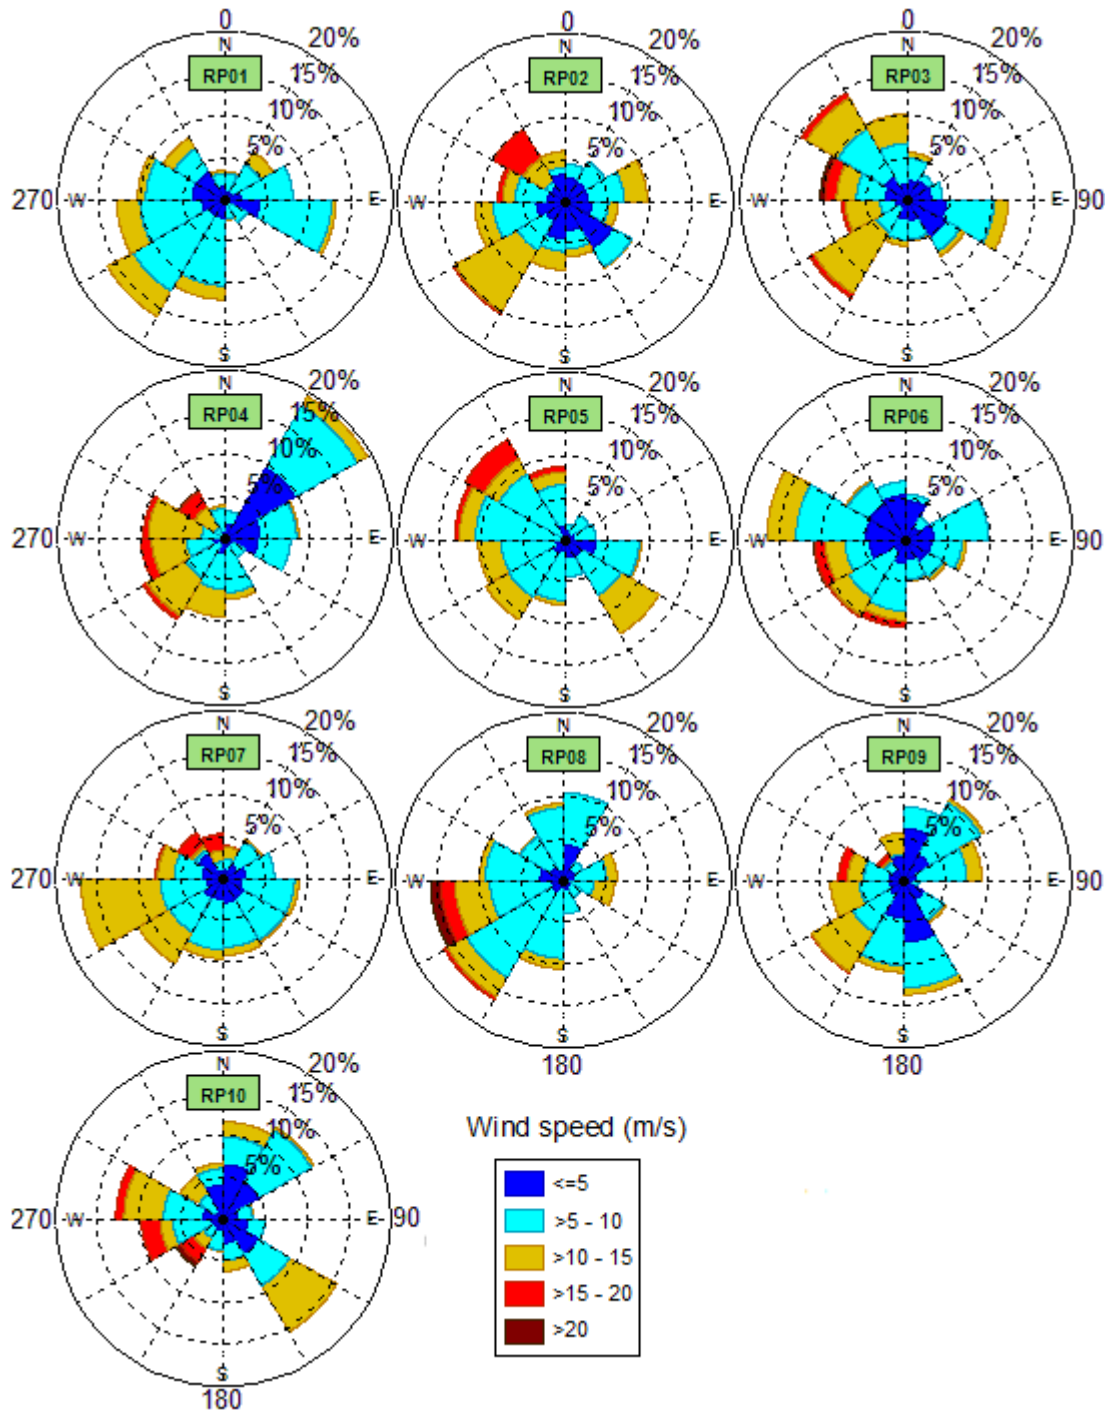 0 0 0
N 20% N 20% N 20%
RP01 15% RP02 15% RP03 15%
10% 10% 10%
5% 5% 5%
270 W E W E W E 90
S S S
N 20% N 20% N 20%
RP04 15% RP05 15% RP06 15%
10% 10% 10%
5% 5% 5%
270 W E W E W E 90
S S S
N 20% N 20% N 20%
RP07 15% RP08 15% RP09 15%
10% 10% 10%
5% 5% 5%
270 W E W E W E 90
S S S
180 180
N 20%
RP10 15%
10%
5%
270 W E 90
S
180
Wind speed (m/s)
<=5
>5 - 10
>10 - 15
>15 - 20
>20